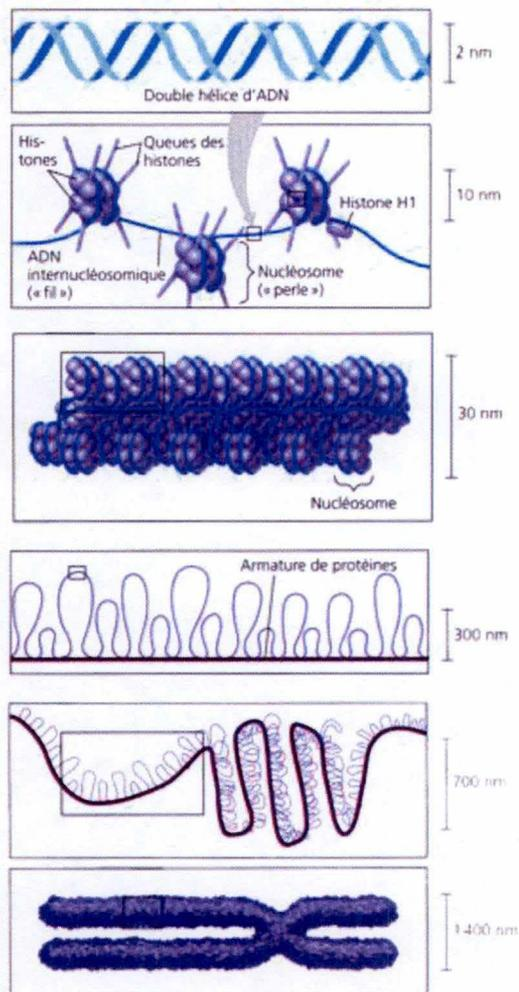 2 nm
Double hélice d'ADN
His-
tones
Queues des
histones
10 nm
Histone H1
ADN
internucléosomique
(« fil »)
Nucléosome
(« perle »)
30 nm
Nucléosome
Armature de protéines
300 nm
700 nm
1 400 nm